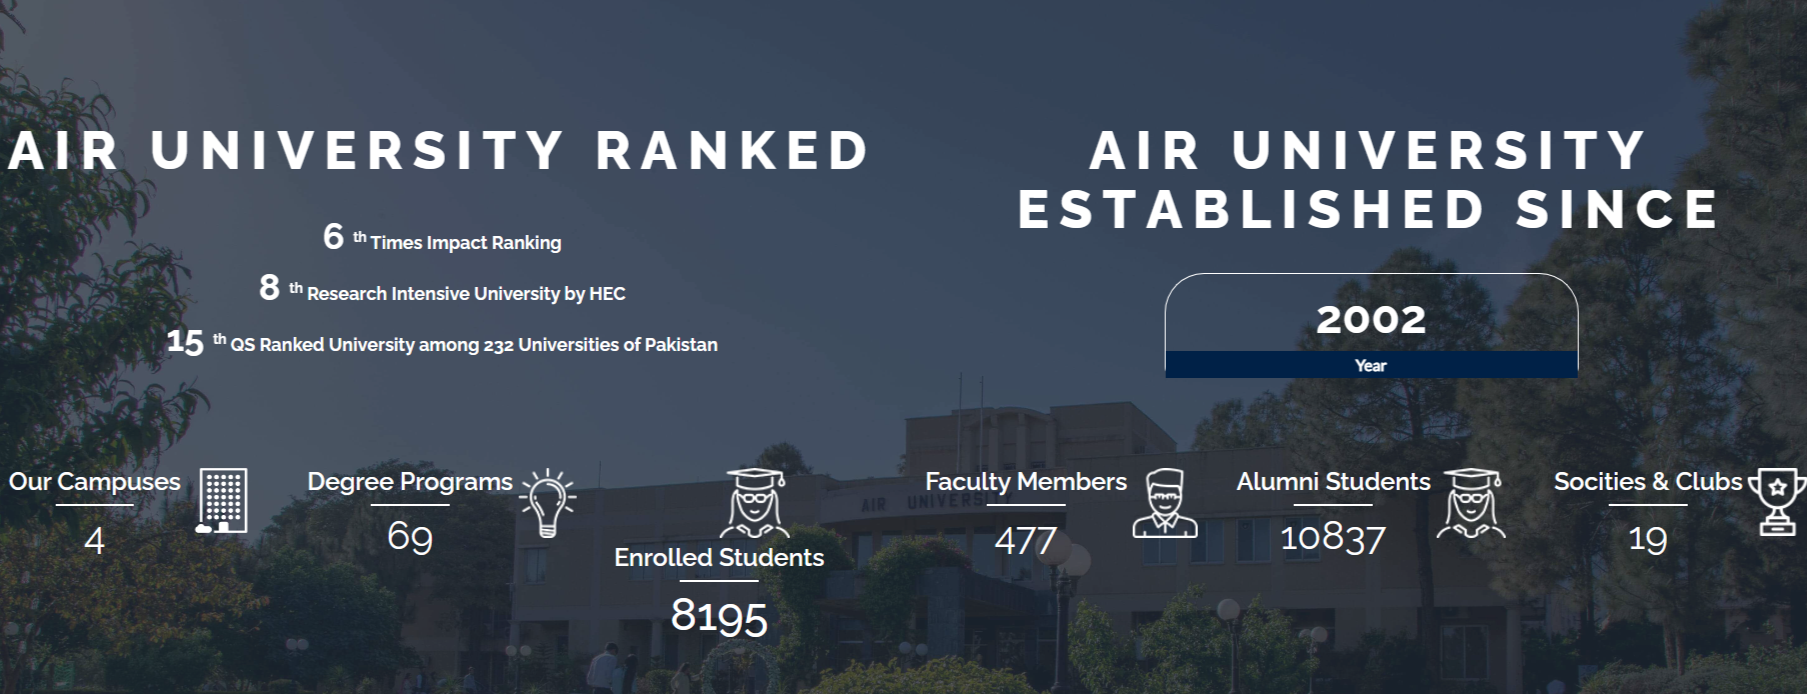 AIR UNIVERSITY RANKED
6 th Times Impact Ranking
8 th Research Intensive University by HEC
15 th QS Ranked University among 232 Universities of Pakistan
AIR UNIVERSITY
ESTABLISHED SINCE
2002
Year
Our Campuses
4
Degree Programs
69
Enrolled Students
8195
Faculty Members
477
Alumni Students
10837
Socities & Clubs
19
AIR UNIVERSITY